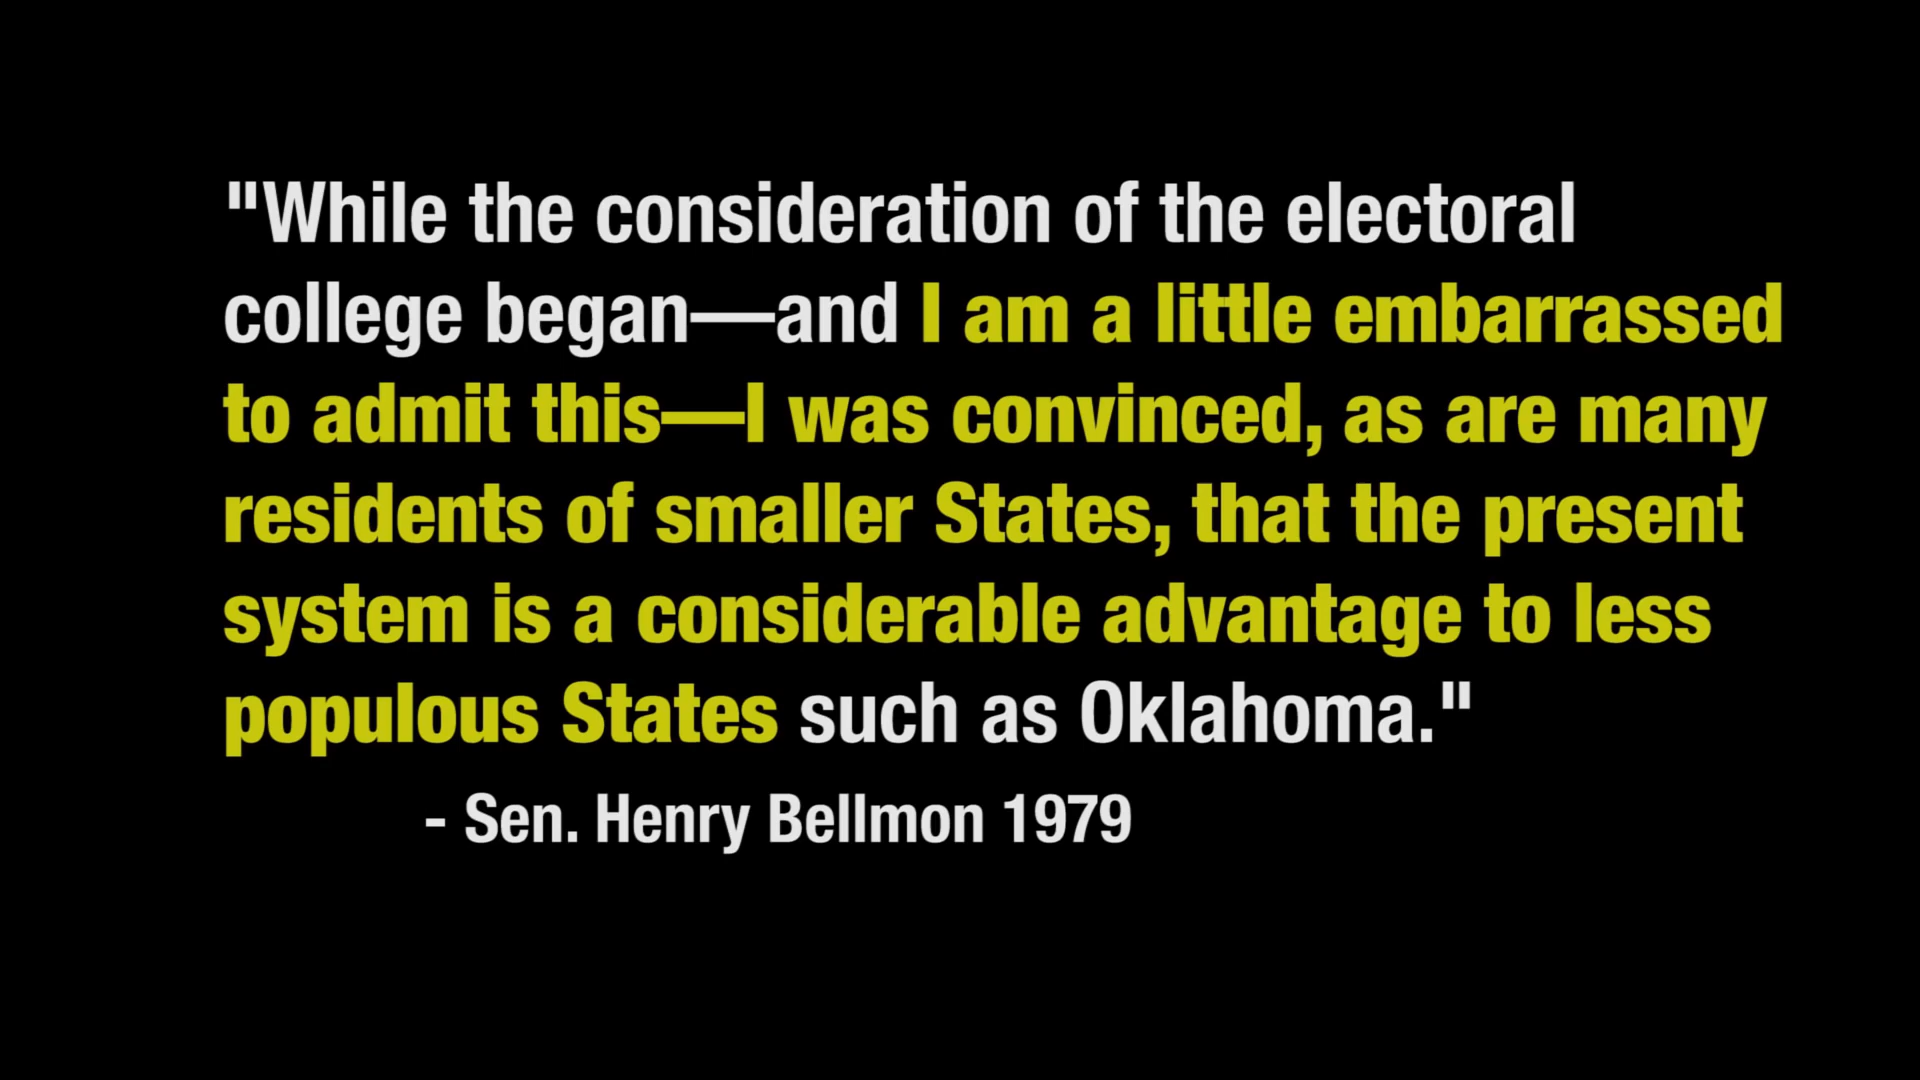 "While the consideration of the electoral
college began—and I am a little embarrassed
to admit this—I was convinced, as are many
residents of smaller States, that the present
system is a considerable advantage to less
populous States such as Oklahoma."
- Sen. Henry Bellmon 1979